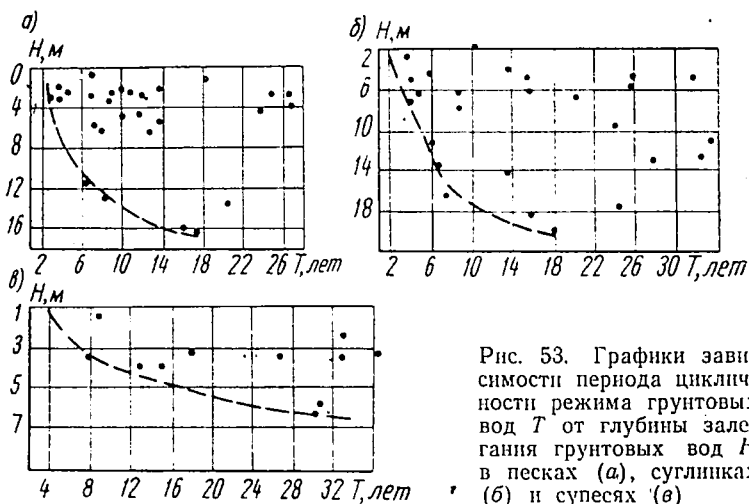 а)
Н,м
0
4
8
12
16
2 6 10 14 18 22 26 Т,лет
б)
Н,м
2
6
10
14
18
2 6 10 14 18 22 26 30 Т,лет
в)
Н,м
1
3
5
7
4 8 12 16 20 24 28 32 Т,лет
Рис. 53. Графики зави-
симости периода циклич-
ности режима грунтовых
вод Т от глубины зале-
гания грунтовых вод Н
в песках (а), суглинках
(б) и супесях (в)